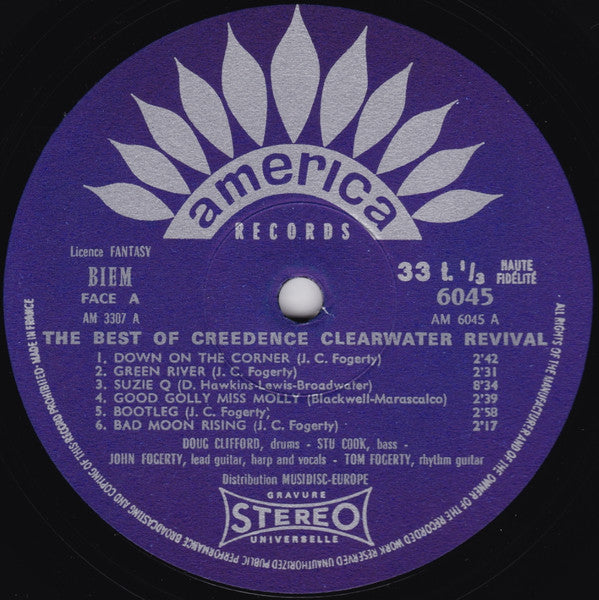 america
RECORDS
Licence FANTASY
BIEM
FACE A
AM 3307 A
33 t. 1/3
HAUTE
FIDÉLITÉ
6045
AM 6045 A
THE BEST OF CREEDENCE CLEARWATER REVIVAL
1. DOWN ON THE CORNER (J. C. Fogerty) 2'42
2. GREEN RIVER (J. C. Fogerty) 2'31
3. SUZIE Q (D. Hawkins-Lewis-Broadwater) 8'34
4. GOOD GOLLY MISS MOLLY (Blackwell-Marascalco) 2'39
5. BOOTLEG (J. C. Fogerty) 2'58
6. BAD MOON RISING (J. C. Fogerty) 2'17
DOUG CLIFFORD, drums - STU COOK, bass -
JOHN FOGERTY, lead guitar, harp and vocals - TOM FOGERTY, rhythm guitar
Distribution MUSIDISC-EUROPE
GRAVURE
STEREO
UNIVERSELLE
ALL RIGHTS OF THE MANUFACTURER AND OF THE OWNER OF THE RECORDED WORK RESERVED UNAUTHORIZED PUBLIC PERFORMANCE BROADCASTING AND COPYING OF THIS RECORD PROHIBITED · MADE IN FRANCE